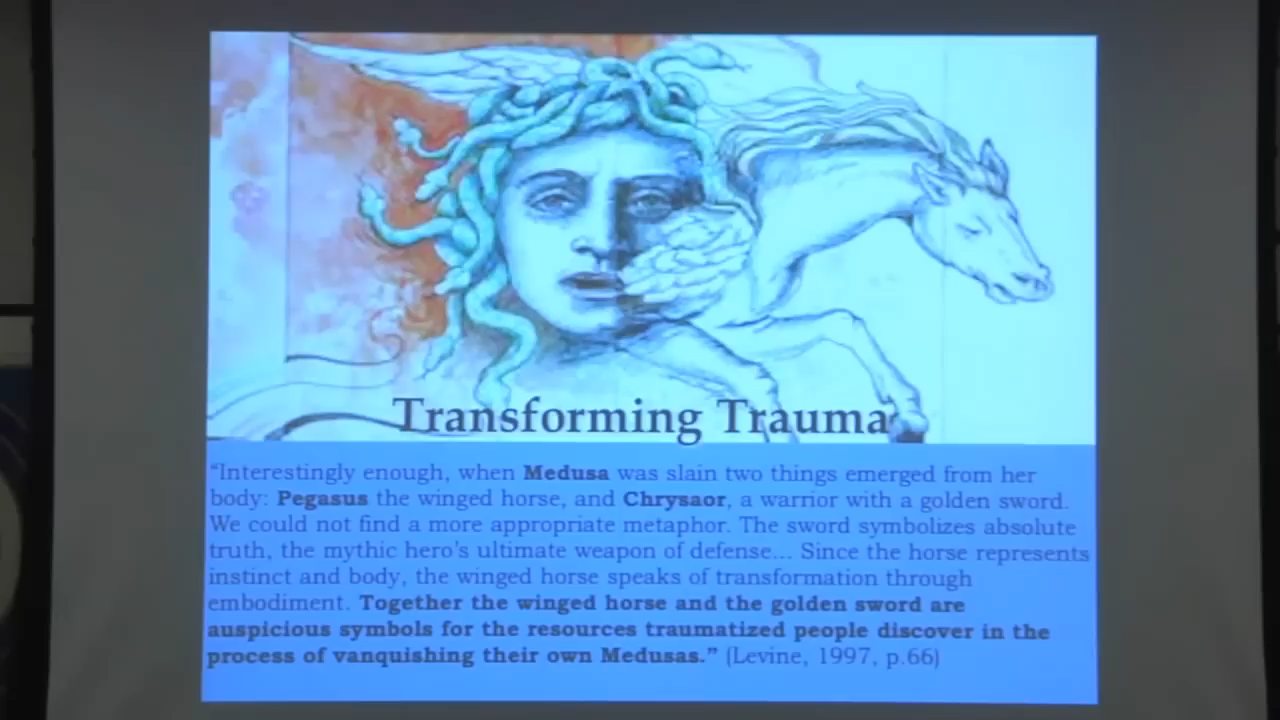 Transforming Trauma
“Interestingly enough, when Medusa was slain two things emerged from her
body: Pegasus the winged horse, and Chrysaor, a warrior with a golden sword.
We could not find a more appropriate metaphor. The sword symbolizes absolute
truth, the mythic hero’s ultimate weapon of defense... Since the horse represents
instinct and body, the winged horse speaks of transformation through
embodiment. Together the winged horse and the golden sword are
auspicious symbols for the resources traumatized people discover in the
process of vanquishing their own Medusas.” (Levine, 1997, p.66)